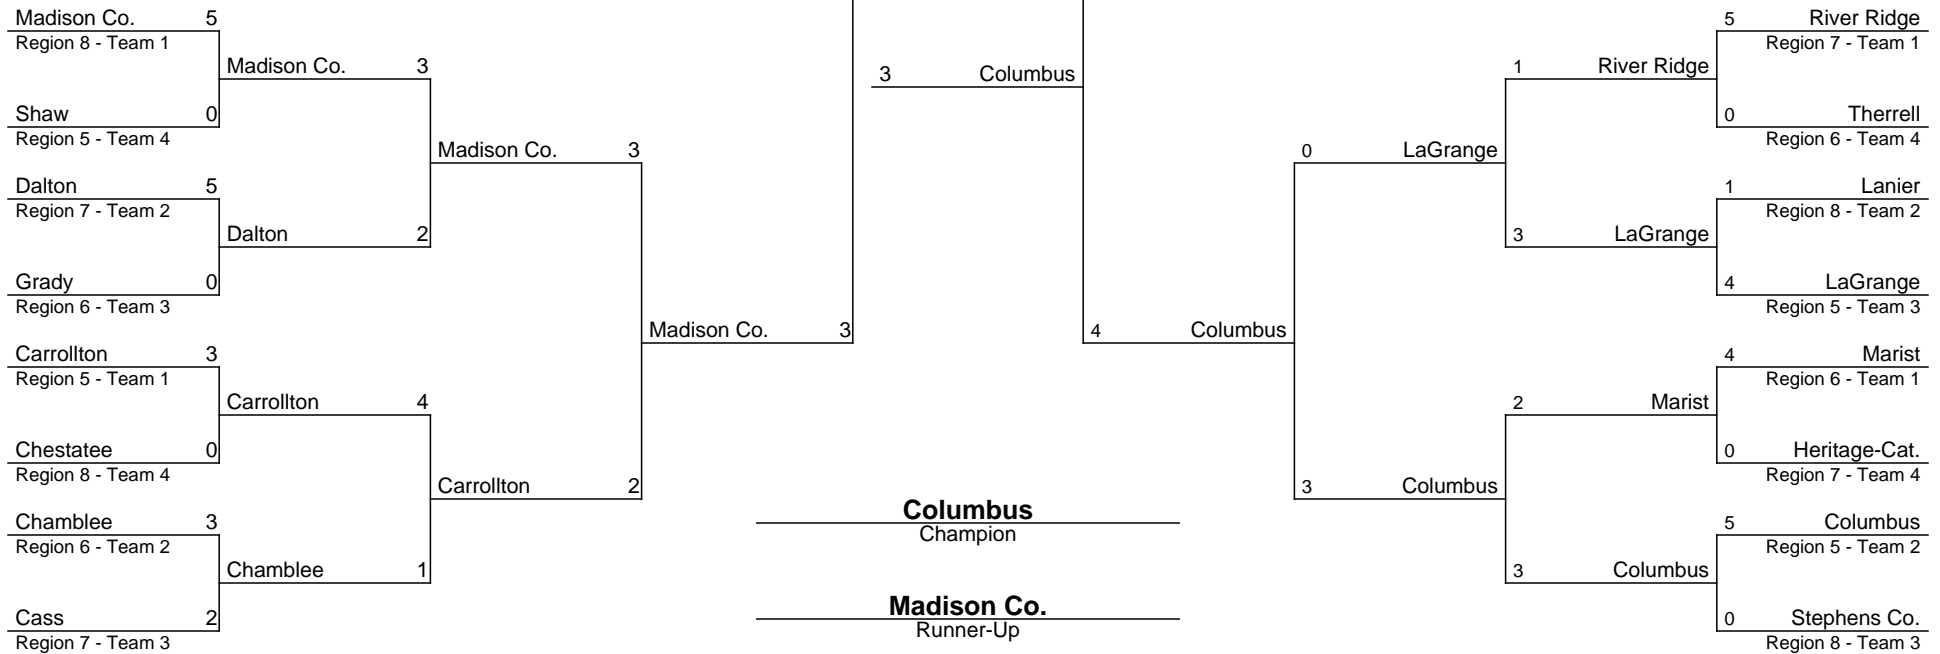 Madison Co. 5
Region 8 - Team 1
Madison Co. 3
Shaw 0
Region 5 - Team 4
Madison Co. 3
Dalton 5
Region 7 - Team 2
Dalton 2
Grady 0
Region 6 - Team 3
Madison Co. 3
Carrollton 3
Region 5 - Team 1
Carrollton 4
Chestatee 0
Region 8 - Team 4
Carrollton 2
Chamblee 3
Region 6 - Team 2
Chamblee 1
Cass 2
Region 7 - Team 3
3 Columbus
4 Columbus
Columbus
Champion
Madison Co.
Runner-Up
5 River Ridge
Region 7 - Team 1
1 River Ridge
0 Therrell
Region 6 - Team 4
0 LaGrange
1 Lanier
Region 8 - Team 2
3 LaGrange
4 LaGrange
Region 5 - Team 3
4 Marist
Region 6 - Team 1
2 Marist
0 Heritage-Cat.
Region 7 - Team 4
3 Columbus
5 Columbus
Region 5 - Team 2
3 Columbus
0 Stephens Co.
Region 8 - Team 3